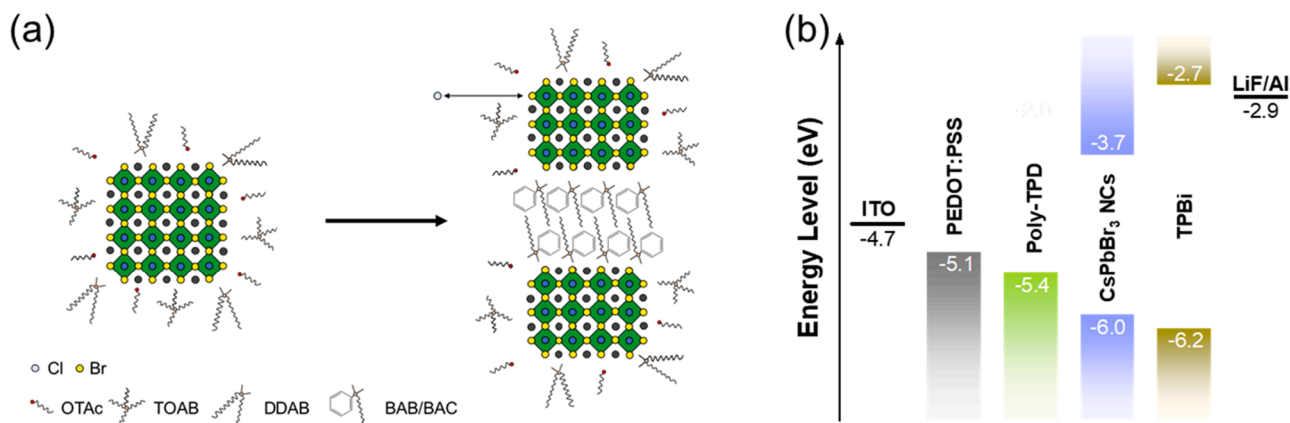 (a)
Cl Br
OTAc TOAB DDAB BAB/BAC
(b)
Energy Level (eV)
ITO
-4.7
PEDOT:PSS
-5.1
Poly-TPD
-5.4
CsPbBr3 NCs
-3.7
-6.0
TPBi
-2.7
-6.2
LiF/Al
-2.9